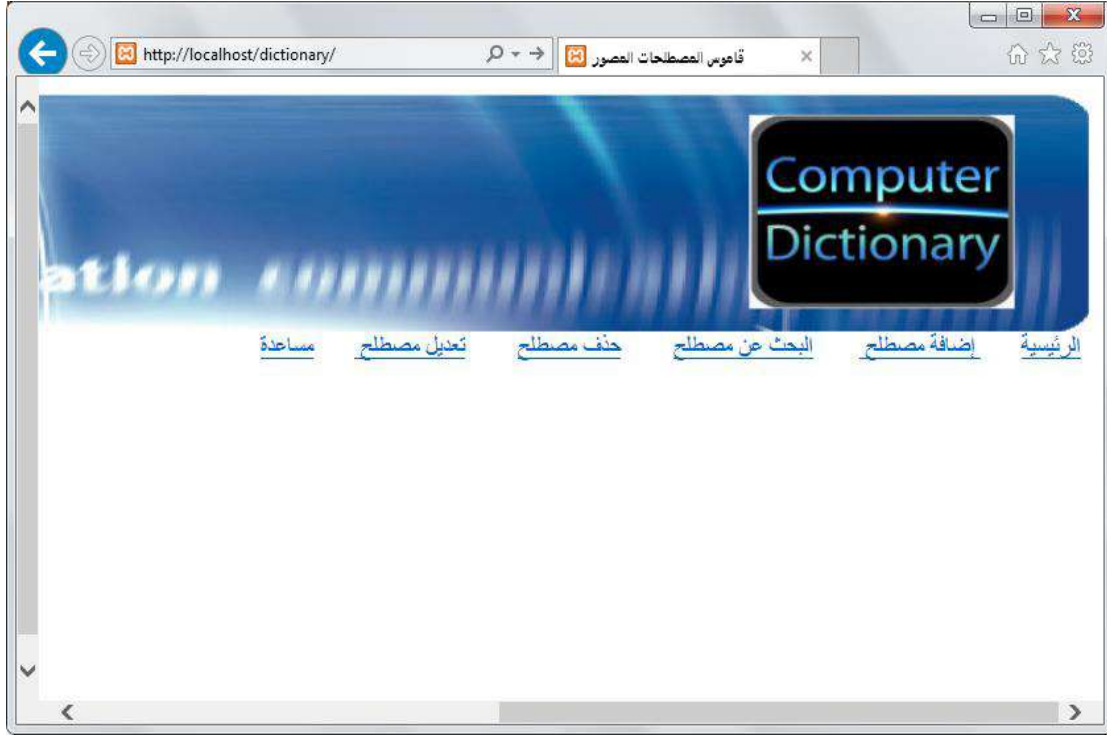 http://localhost/dictionary/
قاموس المصطلحات المصور
Computer
Dictionary
ation
الرئيسية إضافة مصطلح البحث عن مصطلح حذف مصطلح تعديل مصطلح مساعدة